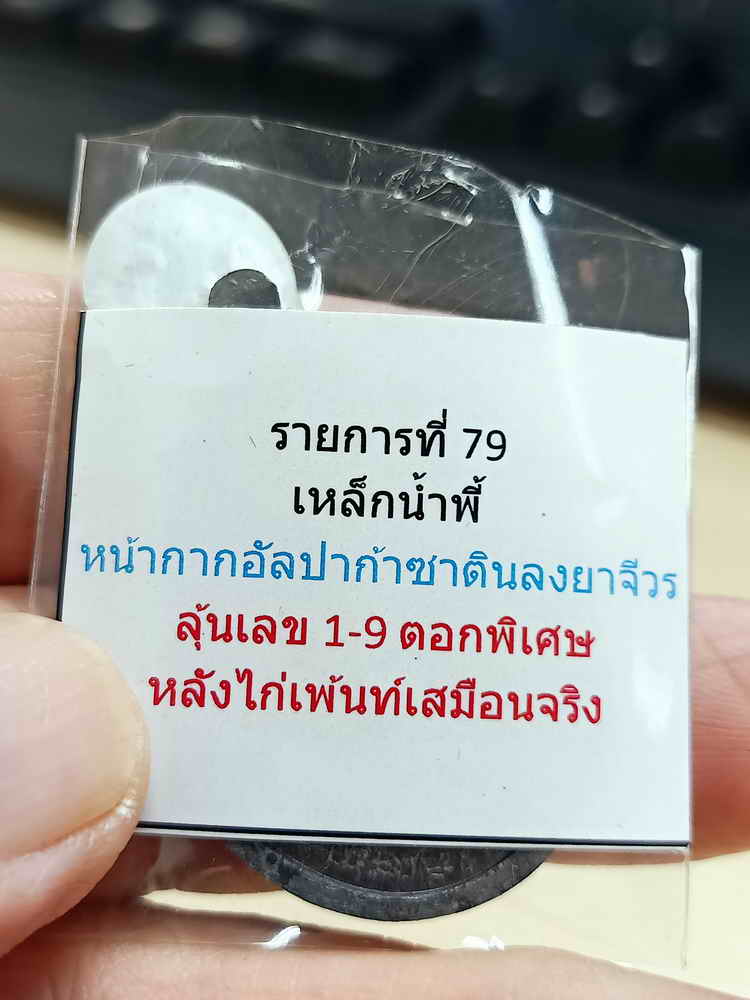 รายการที่ 79
เหล็กน้ำพี้
หน้ากากอัลปาก้าซาตินลงยาจีวร
ลุ้นเลข 1-9 ตอกพิเศษ
หลังไก่เพ้นท์เสมือนจริง